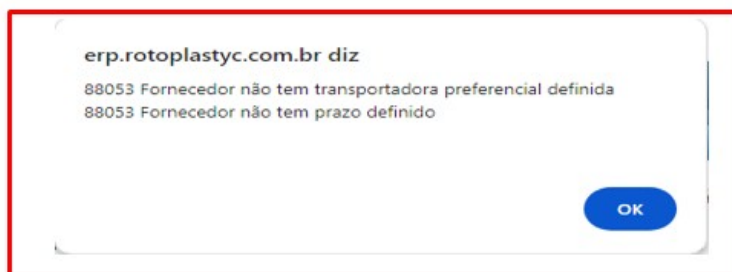 erp.rotoplastyc.com.br diz
88053 Fornecedor não tem transportadora preferencial definida
88053 Fornecedor não tem prazo definido
OK